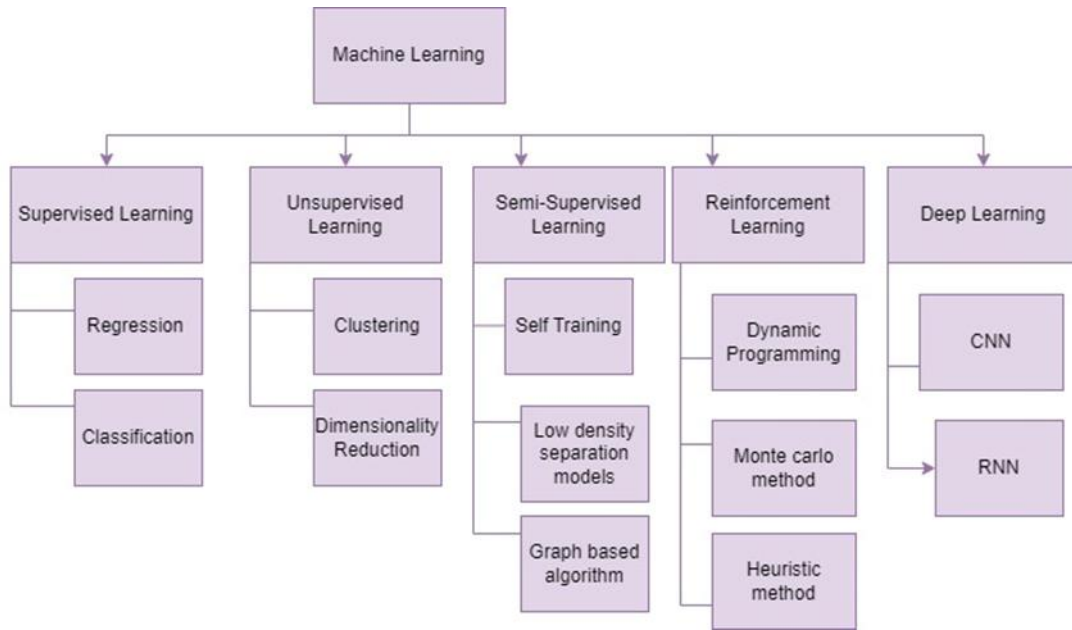 Machine Learning
Supervised Learning
Unsupervised
Learning
Semi-Supervised
Learning
Reinforcement
Learning
Deep Learning
Regression
Classification
Clustering
Dimensionality
Reduction
Self Training
Low density
separation
models
Graph based
algorithm
Dynamic
Programming
Monte carlo
method
Heuristic
method
CNN
RNN